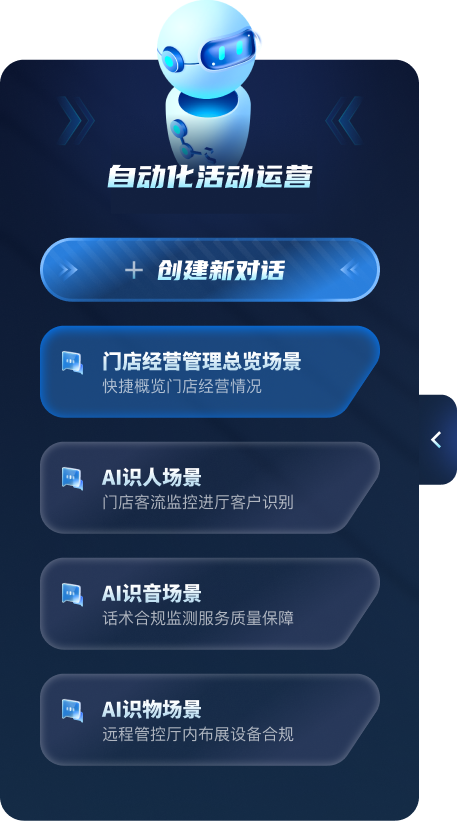 自动化活动运营
+ 创建新对话
门店经营管理总览场景
快捷概览门店经营情况
AI识人场景
门店客流监控进厅客户识别
AI识音场景
话术合规监测服务质量保障
AI识物场景
远程管控厅内布展设备合规